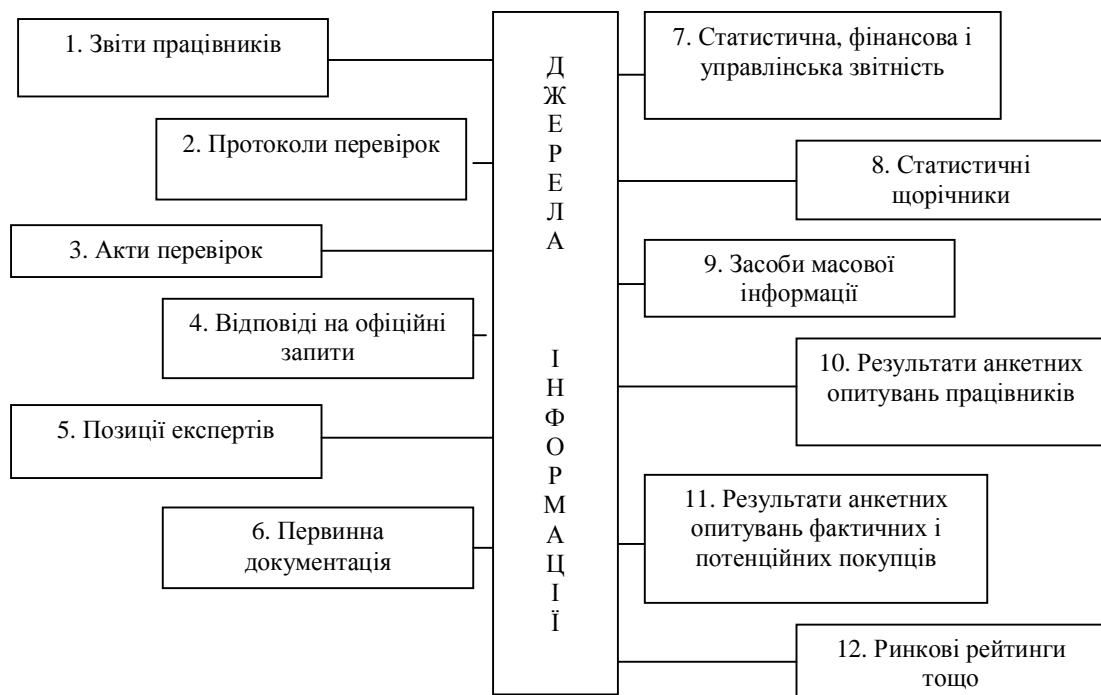 1. Звіти працівників
2. Протоколи перевірок
3. Акти перевірок
4. Відповіді на офіційні
запити
5. Позиції експертів
6. Первинна
документація
ДЖЕРЕЛА
ІНФОРМАЦІЇ
7. Статистична, фінансова і
управлінська звітність
8. Статистичні
щорічники
9. Засоби масової
інформації
10. Результати анкетних
опитувань працівників
11. Результати анкетних
опитувань фактичних і
потенційних покупців
12. Ринкові рейтинги
тощо